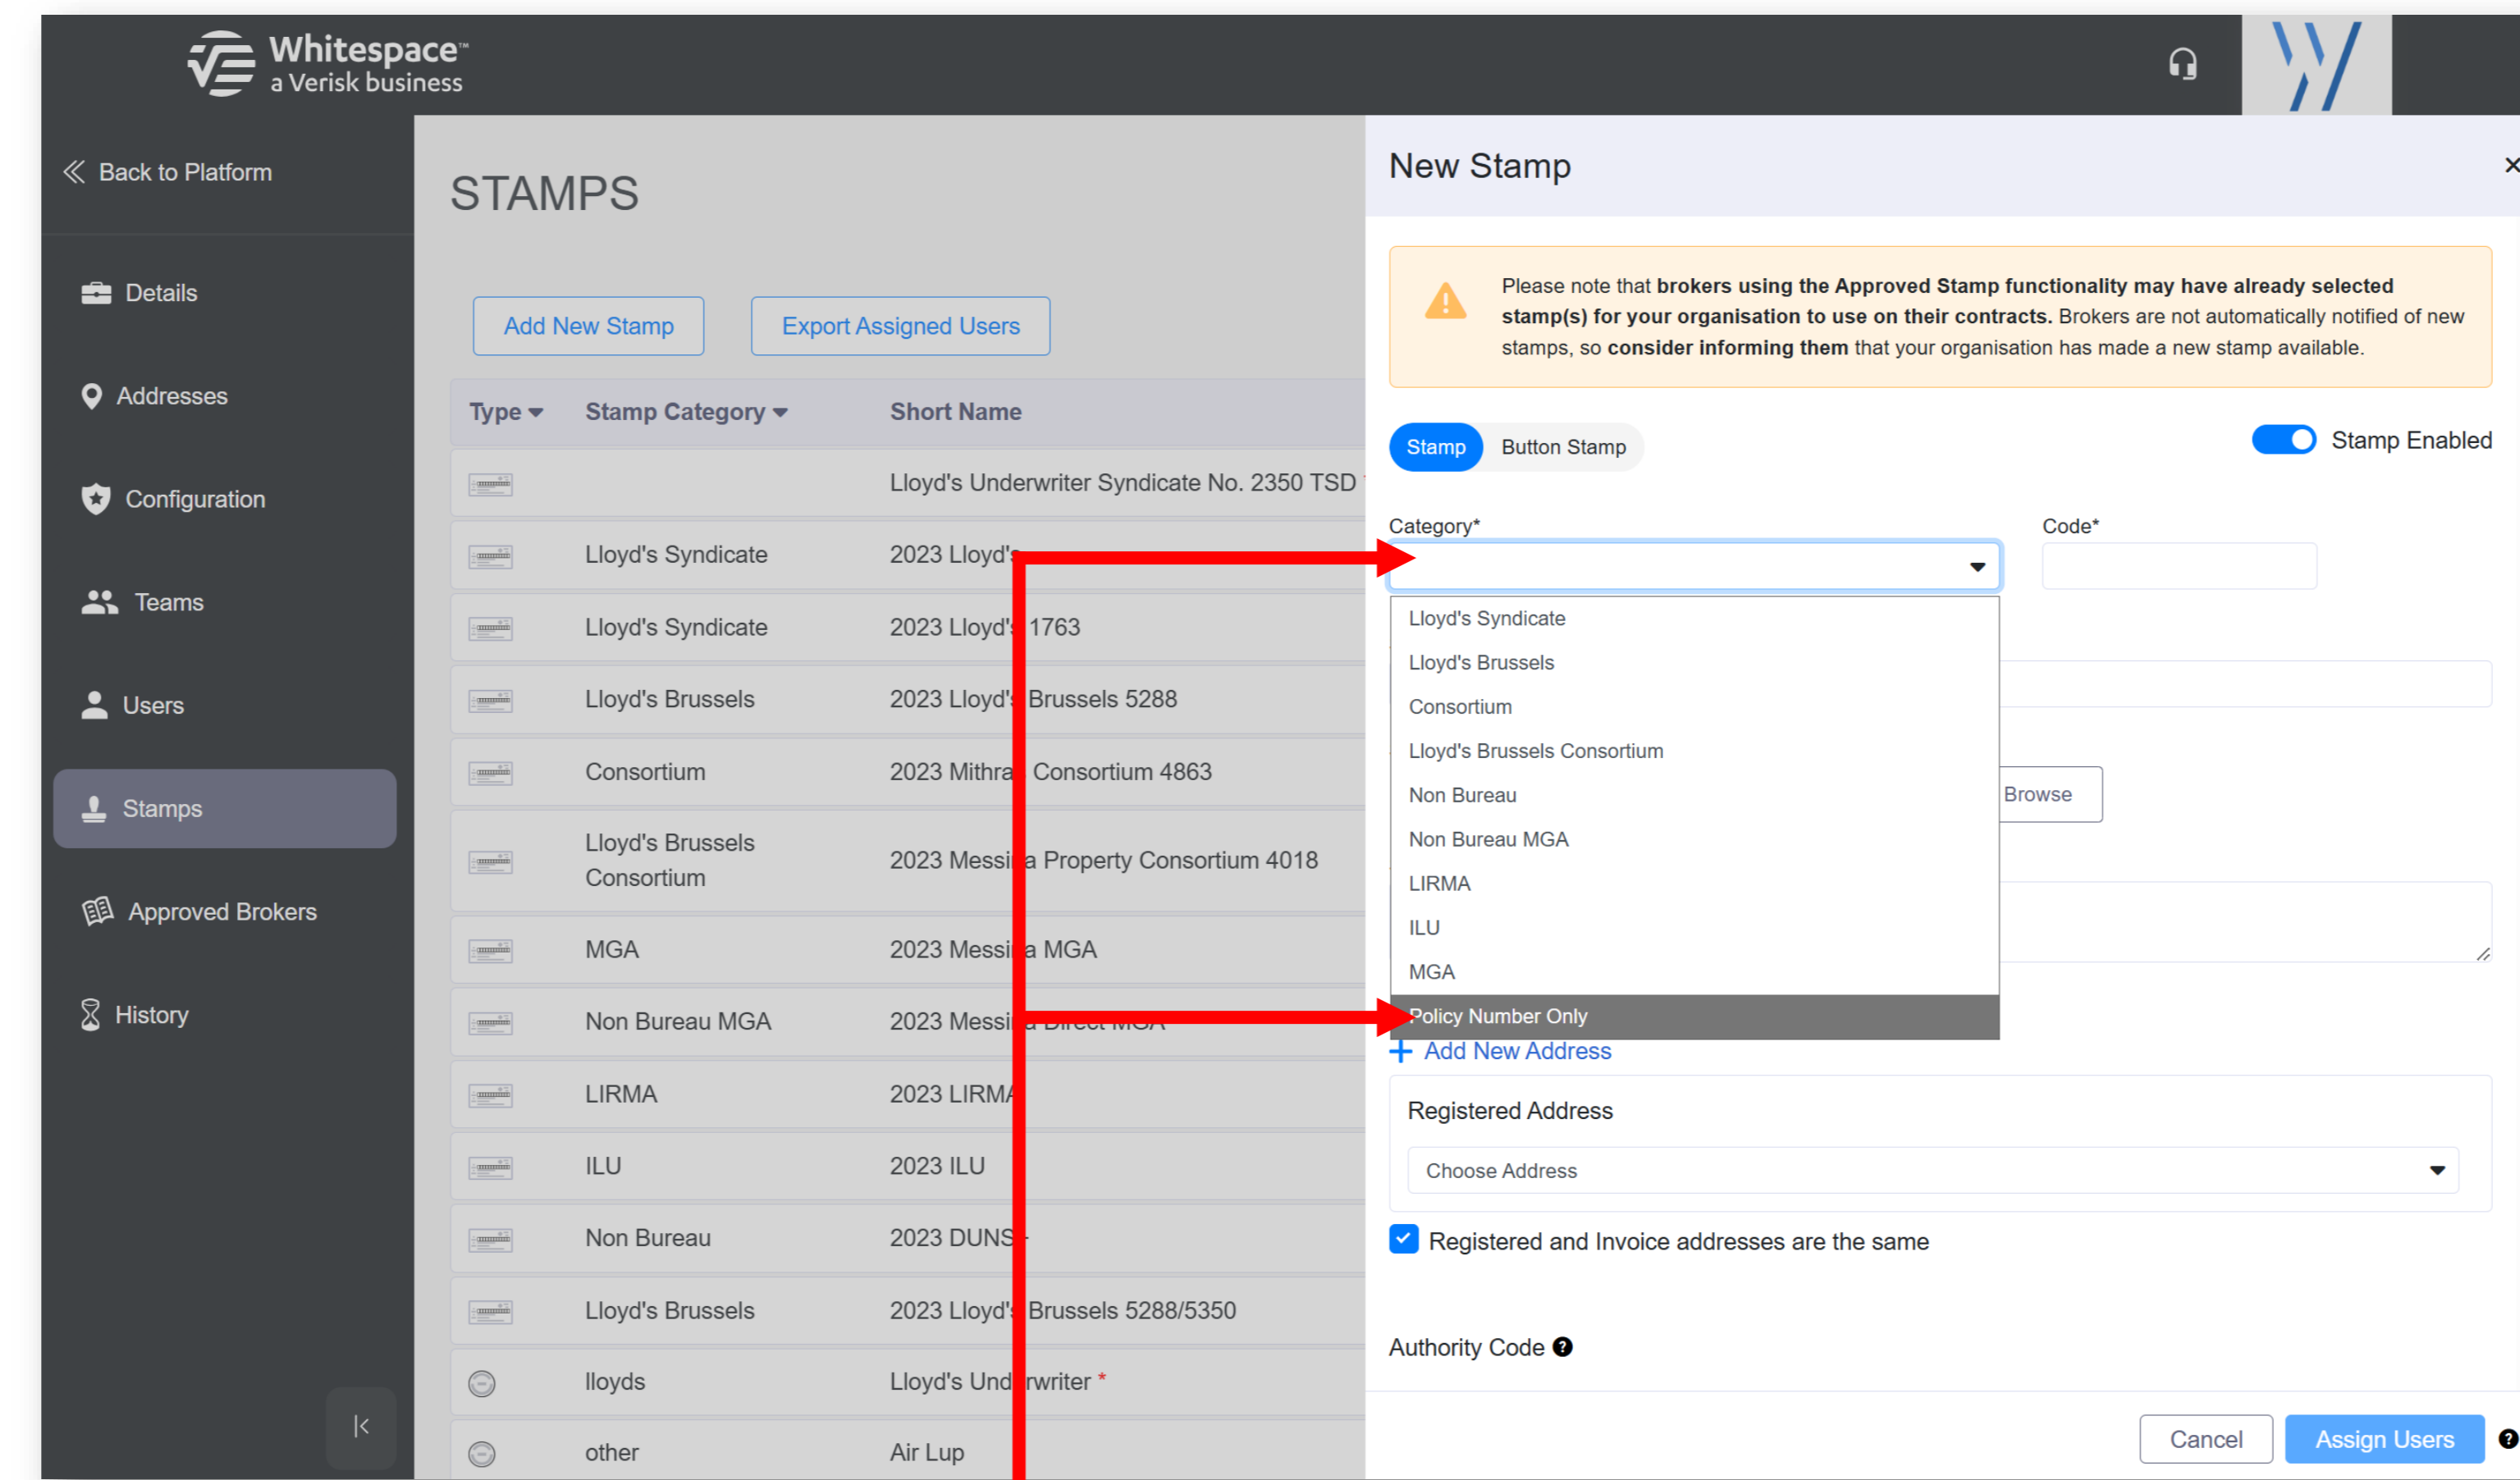 Whitespace™
a Verisk business
Back to Platform
Details
Addresses
Configuration
Teams
Users
Stamps
Approved Brokers
History
STAMPS
Add New Stamp
Export Assigned Users
Type Stamp Category Short Name
Lloyd's Underwriter Syndicate No. 2350 TSD
Lloyd's Syndicate 2023 Lloyd's
Lloyd's Syndicate 2023 Lloyd's 1763
Lloyd's Brussels 2023 Lloyd's Brussels 5288
Consortium 2023 Mithras Consortium 4863
Lloyd's Brussels
Consortium
2023 Messina Property Consortium 4018
MGA 2023 Messina MGA
Non Bureau MGA 2023 Messina Direct MGA
LIRMA 2023 LIRMA
ILU 2023 ILU
Non Bureau 2023 DUNS
Lloyd's Brussels 2023 Lloyd's Brussels 5288/5350
lloyds Lloyd's Underwriter *
other Air Lup
New Stamp
Please note that brokers using the Approved Stamp functionality may have already selected
stamp(s) for your organisation to use on their contracts. Brokers are not automatically notified of new
stamps, so consider informing them that your organisation has made a new stamp available.
Stamp Button Stamp
Stamp Enabled
Category*
Code*
Lloyd's Syndicate
Lloyd's Brussels
Consortium
Lloyd's Brussels Consortium
Non Bureau
Browse
Non Bureau MGA
LIRMA
ILU
MGA
Policy Number Only
Add New Address
Registered Address
Choose Address
Registered and Invoice addresses are the same
Authority Code ?
Cancel
Assign Users
?